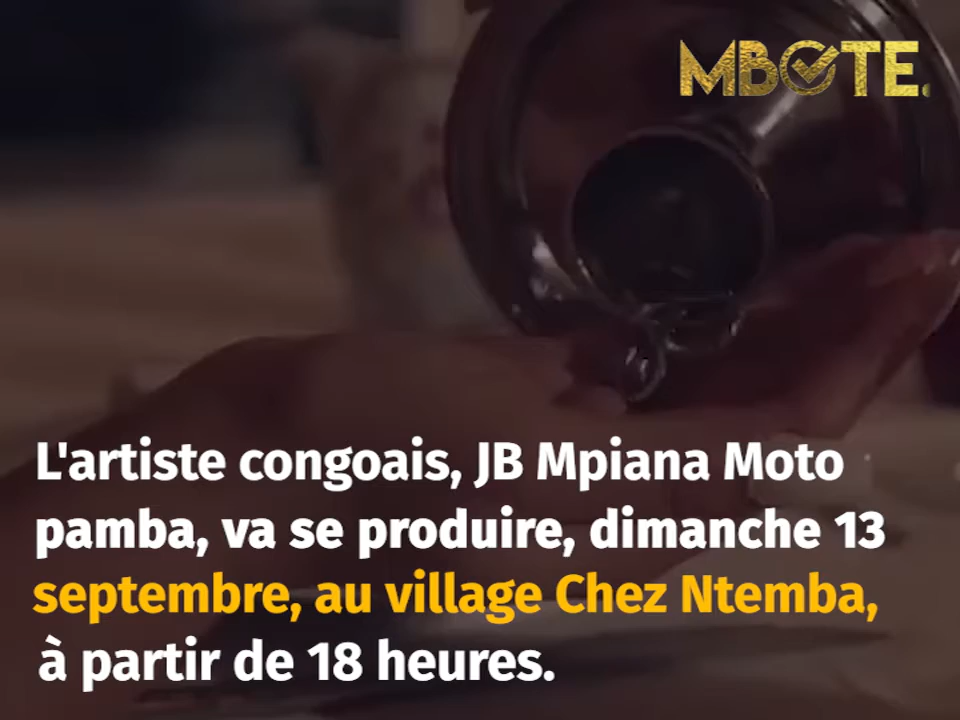 MBOTE.
L'artiste congoais, JB Mpiana Moto
pamba, va se produire, dimanche 13
septembre, au village Chez Ntemba,
à partir de 18 heures.